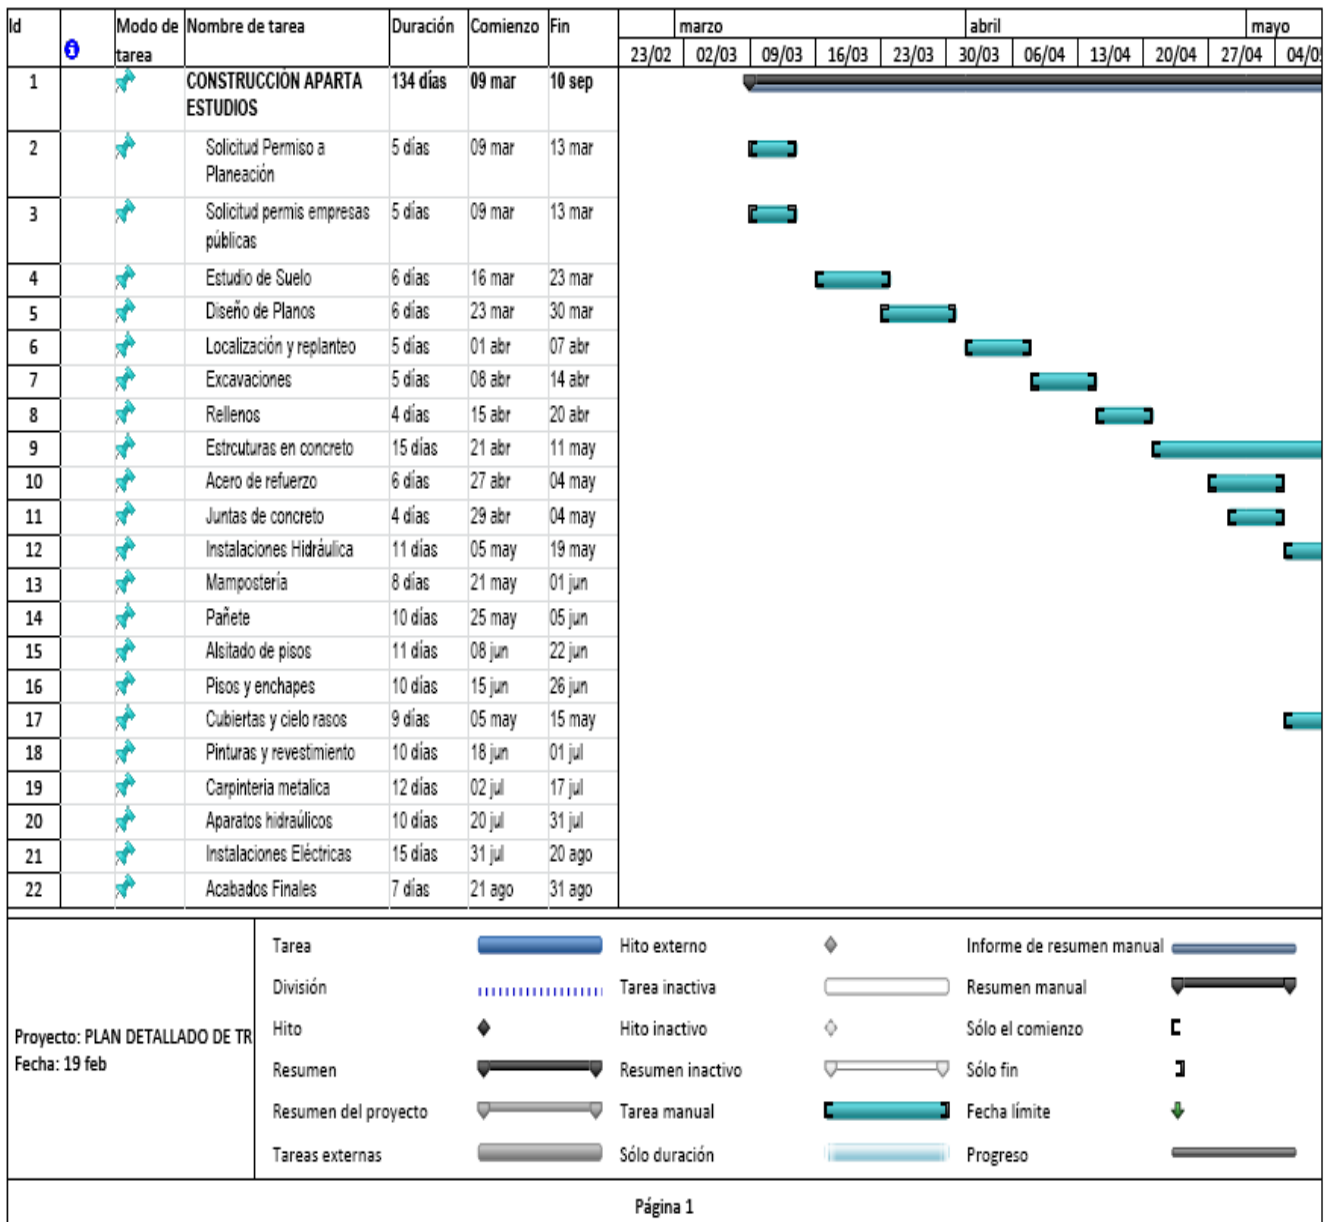 Id Modo de Nombre de tarea Duración Comienzo Fin marzo abril mayo
tarea 23/02 02/03 09/03 16/03 23/03 30/03 06/04 13/04 20/04 27/04 04/05
1 CONSTRUCCIÓN APARTA 134 días 09 mar 10 sep
ESTUDIOS
2 Solicitud Permiso a 5 días 09 mar 13 mar
Planeación
3 Solicitud permis empresas 5 días 09 mar 13 mar
públicas
4 Estudio de Suelo 6 días 16 mar 23 mar
5 Diseño de Planos 6 días 23 mar 30 mar
6 Localización y replanteo 5 días 01 abr 07 abr
7 Excavaciones 5 días 08 abr 14 abr
8 Rellenos 4 días 15 abr 20 abr
9 Estrcuturas en concreto 15 días 21 abr 11 may
10 Acero de refuerzo 6 días 27 abr 04 may
11 Juntas de concreto 4 días 29 abr 04 may
12 Instalaciones Hidráulica 11 días 05 may 19 may
13 Mampostería 8 días 21 may 01 jun
14 Pañete 10 días 25 may 05 jun
15 Alsitado de pisos 11 días 08 jun 22 jun
16 Pisos y enchapes 10 días 15 jun 26 jun
17 Cubiertas y cielo rasos 9 días 05 may 15 may
18 Pinturas y revestimiento 10 días 18 jun 01 jul
19 Carpinteria metalica 12 días 02 jul 17 jul
20 Aparatos hidraúlicos 10 días 20 jul 31 jul
21 Instalaciones Eléctricas 15 días 31 jul 20 ago
22 Acabados Finales 7 días 21 ago 31 ago
Proyecto: PLAN DETALLADO DE TR
Fecha: 19 feb
Tarea Hito externo Informe de resumen manual
División Tarea inactiva Resumen manual
Hito Hito inactivo Sólo el comienzo
Resumen Resumen inactivo Sólo fin
Resumen del proyecto Tarea manual Fecha límite
Tareas externas Sólo duración Progreso
Página 1